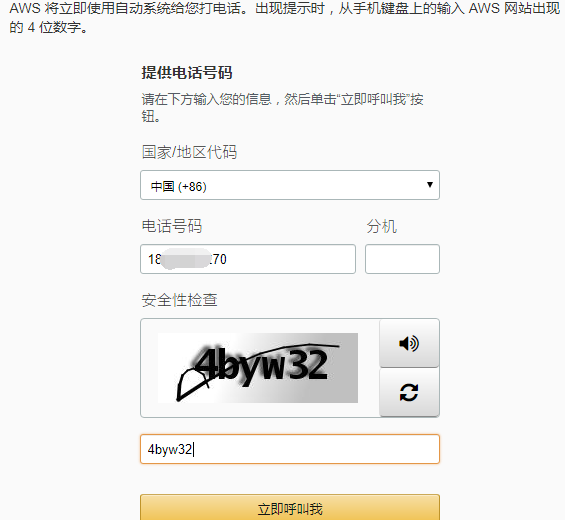 AWS 将立即使用自动系统给您打电话。出现提示时，从手机键盘上的输入 AWS 网站出现
的 4 位数字。
提供电话号码
请在下方输入您的信息，然后单击“立即呼叫我”按
钮。
国家/地区代码
中国 (+86)
电话号码 分机
18 70
安全性检查
4byw32
4byw32
立即呼叫我